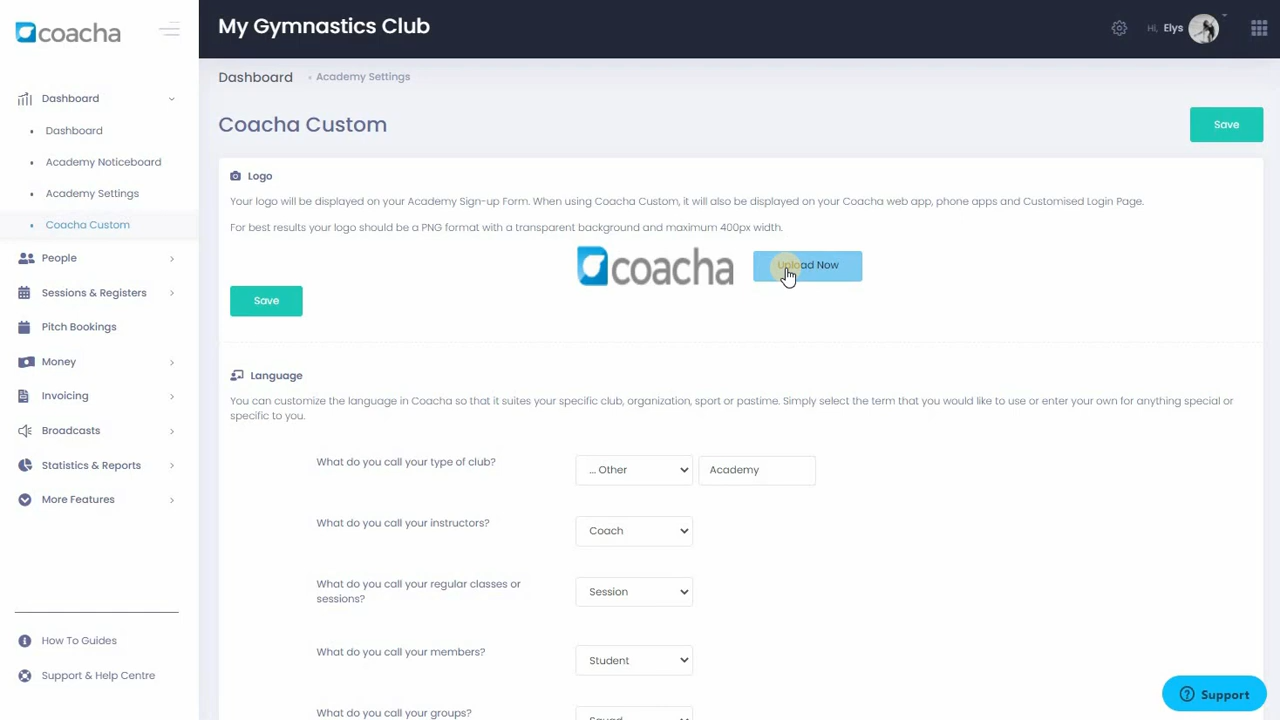 coacha
My Gymnastics Club
Hi, Elys
Dashboard
Dashboard
Academy Noticeboard
Academy Settings
Coacha Custom
People
Sessions & Registers
Pitch Bookings
Money
Invoicing
Broadcasts
Statistics & Reports
More Features
How To Guides
Support & Help Centre
Dashboard • Academy Settings
Coacha Custom
Save
Logo
Your logo will be displayed on your Academy Sign-up Form. When using Coacha Custom, it will also be displayed on your Coacha web app, phone apps and Customised Login Page.
For best results your logo should be a PNG format with a transparent background and maximum 400px width.
coacha
Upload Now
Save
Language
You can customize the language in Coacha so that it suites your specific club, organization, sport or pastime. Simply select the term that you would like to use or enter your own for anything special or
specific to you.
What do you call your type of club?
... Other
Academy
What do you call your instructors?
Coach
What do you call your regular classes or
sessions?
Session
What do you call your members?
Student
What do you call your groups?
Squad
Support